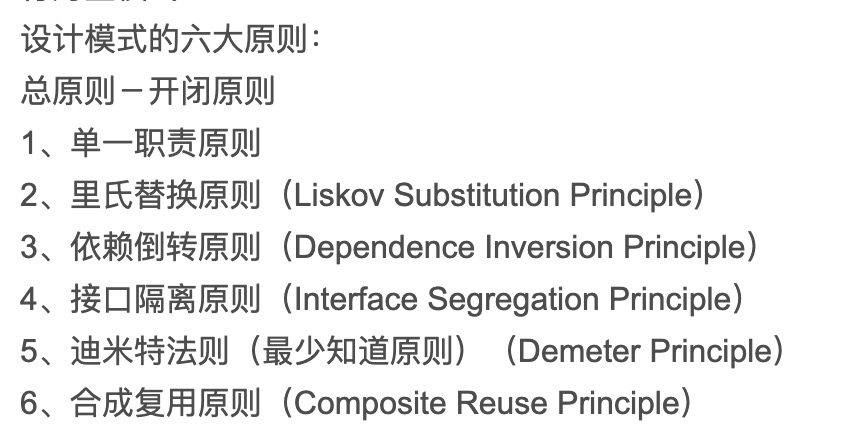 设计模式的六大原则：
总原则－开闭原则
1、单一职责原则
2、里氏替换原则（Liskov Substitution Principle）
3、依赖倒转原则（Dependence Inversion Principle）
4、接口隔离原则（Interface Segregation Principle）
5、迪米特法则（最少知道原则）（Demeter Principle）
6、合成复用原则（Composite Reuse Principle）